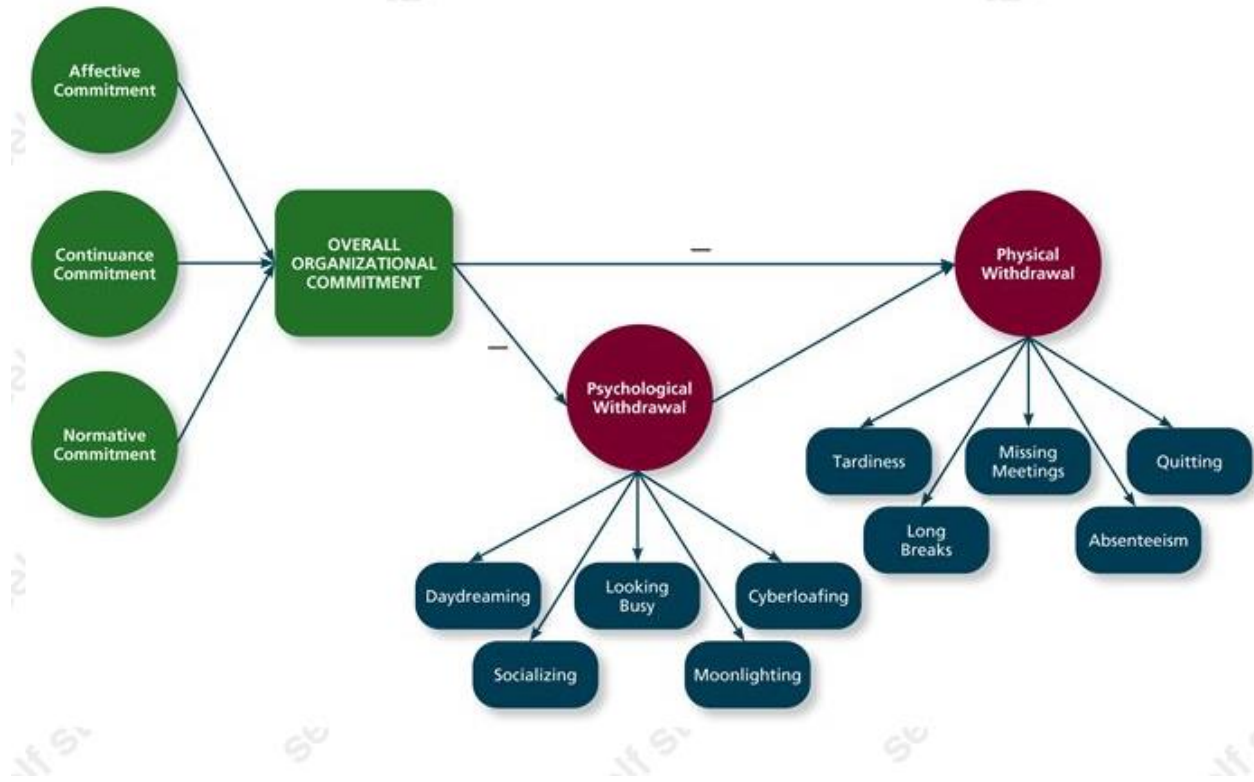 Affective
Commitment
Continuance
Commitment
Normative
Commitment
OVERALL
ORGANIZATIONAL
COMMITMENT
—
—
Psychological
Withdrawal
Physical
Withdrawal
Daydreaming
Looking
Busy
Cyberloafing
Socializing
Moonlighting
Tardiness
Missing
Meetings
Quitting
Long
Breaks
Absenteeism